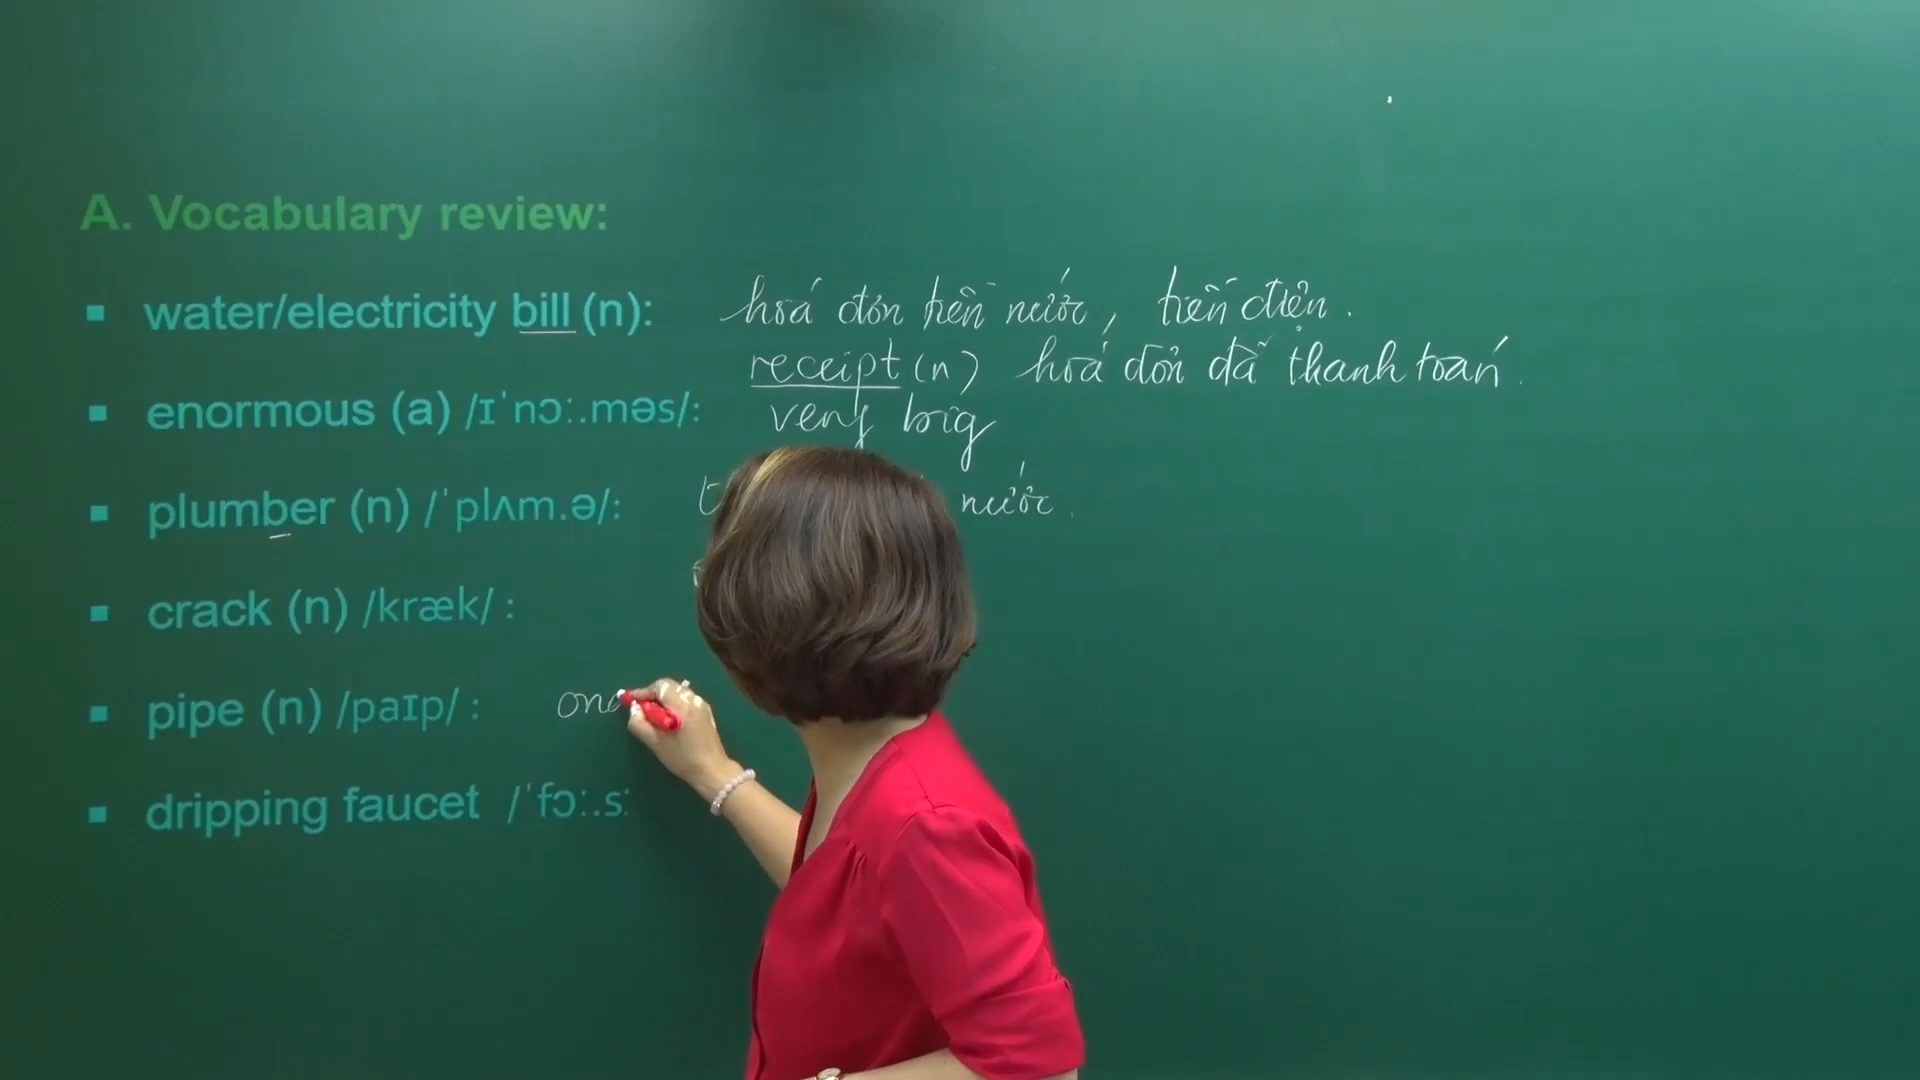 A. Vocabulary review:
water/electricity bill (n): hoá đơn tiền nước, tiền điện.
receipt (n) hoá đơn đã thanh toán.
enormous (a) /ɪˈnɔː.məs/: very big
plumber (n) /ˈplʌm.ə/: nước.
crack (n) /kræk/ :
pipe (n) /paɪp/ :
dripping faucet /ˈfɔː.s